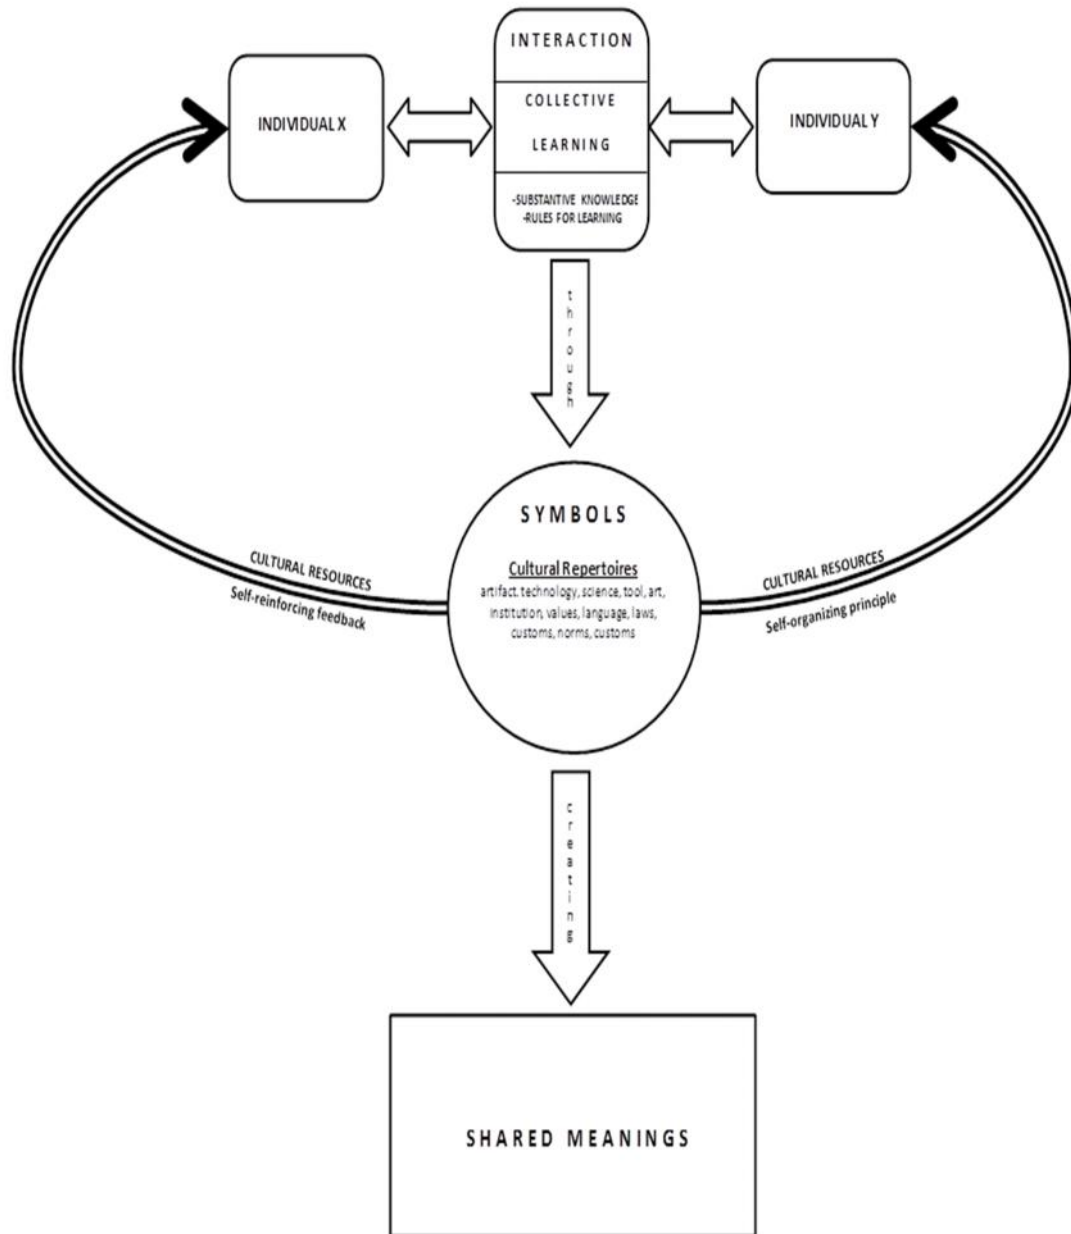 INTERACTION
INDIVIDUAL X
COLLECTIVE
LEARNING
INDIVIDUAL Y
-SUBSTANTIVE KNOWLEDGE
-RULES FOR LEARNING
through
SYMBOLS
Cultural Repertoires
artifact, technology, science, tool, art,
institution, values, language, laws,
customs, norms, customs
CULTURAL RESOURCES
Self-reinforcing feedback
CULTURAL RESOURCES
Self-organizing principle
creating
SHARED MEANINGS